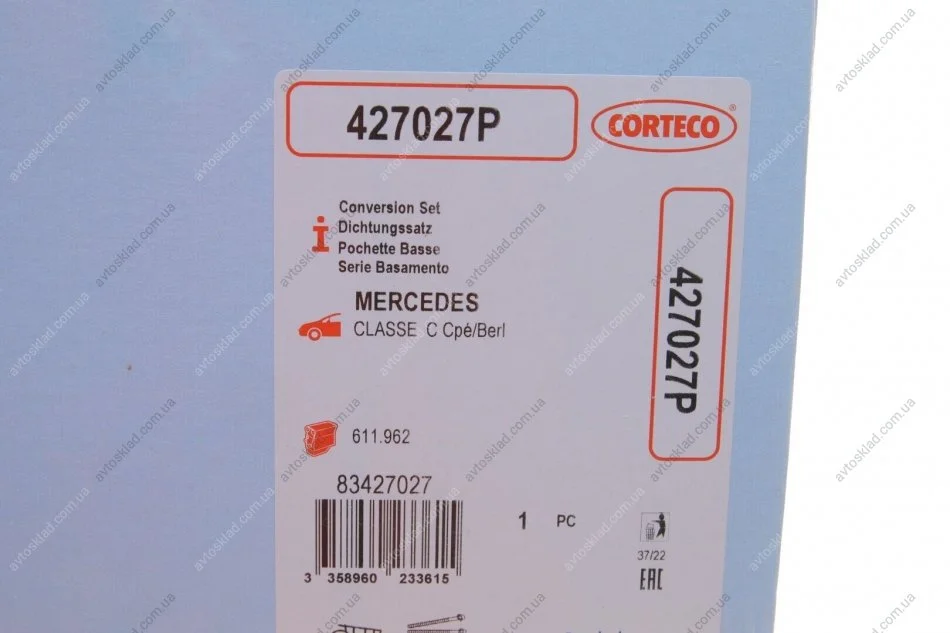 427027P
CORTECO®
Conversion Set
Dichtungssatz
Pochette Basse
Serie Basamento
MERCEDES
CLASSE C Cpé/Berl
427027P
611.962
83427027
1 PC
3 358960 233615
37/22
EAC
avtosklad.com.ua